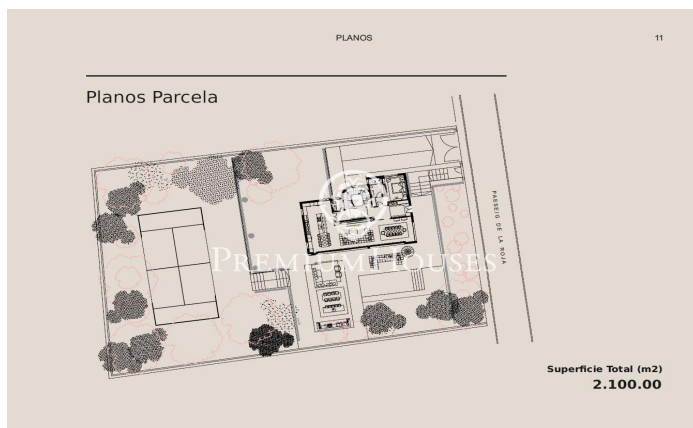 PLANOS
11
Planos Parcela
PASSEIG DE LA ROJA
PREMIUM HOUSES
Superficie Total (m2)
2.100.00